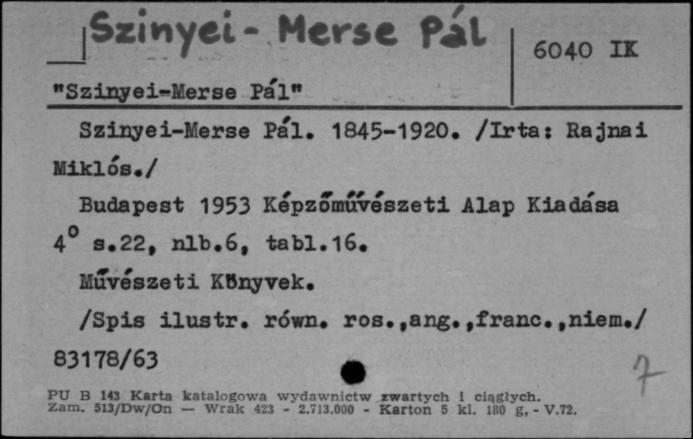 Szinyei-Merse Pál
6040 IK
"Szinyei-Merse Pál"
Szinyei-Merse Pál. 1845-1920. /Irta: Rajnai
Miklós./
Budapest 1953 Képzőművészeti Alap Kiadása
4° s.22, nlb.6, tabl.16.
Művészeti Könyvek.
/Spis ilustr. równ. ros.,ang.,franc.,niem./
83178/63
7
PU B 143 Karta katalogowa wydawnictw zwartych i ciągłych.
Zam. 513/Dw/On — Wrak 423 - 2.713.000 - Karton 5 kl. 180 g, - V.72.